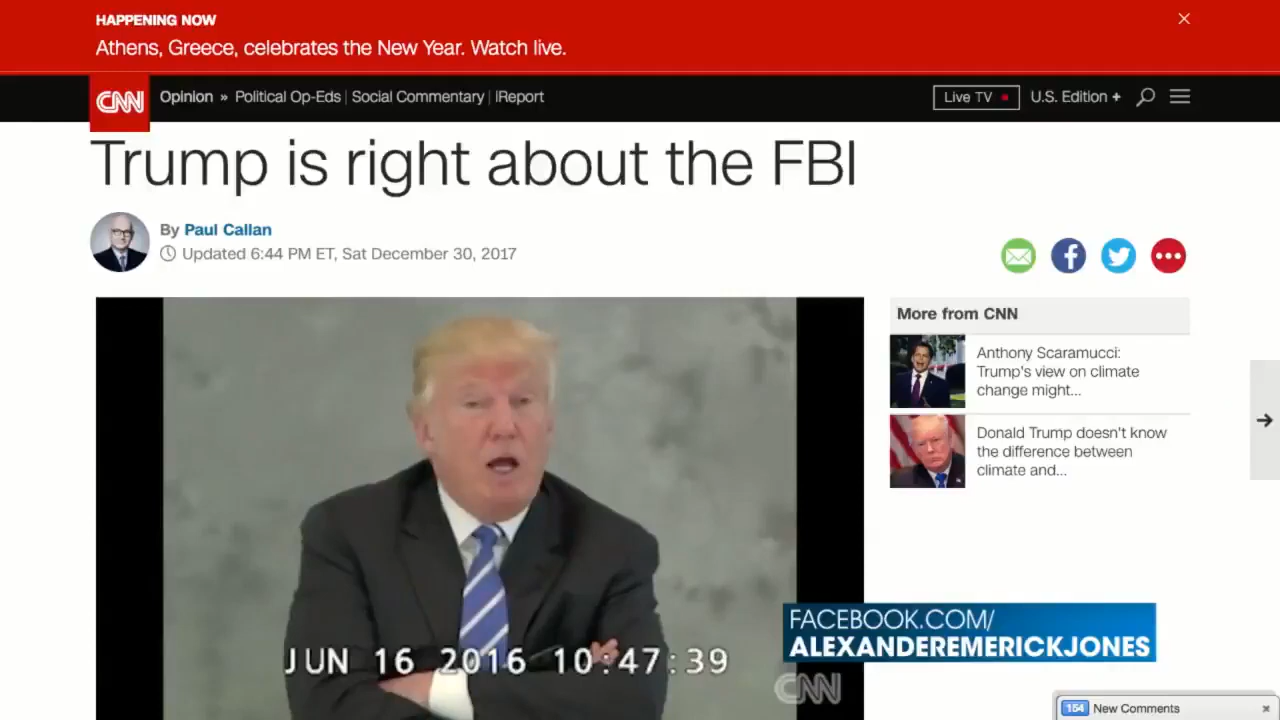 HAPPENING NOW
Athens, Greece, celebrates the New Year. Watch live.
CNN
Opinion » Political Op-Eds | Social Commentary | IReport
Live TV
U.S. Edition +
Trump is right about the FBI
By Paul Callan
Updated 6:44 PM ET, Sat December 30, 2017
More from CNN
Anthony Scaramucci:
Trump's view on climate
change might...
Donald Trump doesn't know
the difference between
climate and...
JUN 16 2016 10:47:39
CNN
FACEBOOK.COM/
ALEXANDEREMERICKJONES
154 New Comments